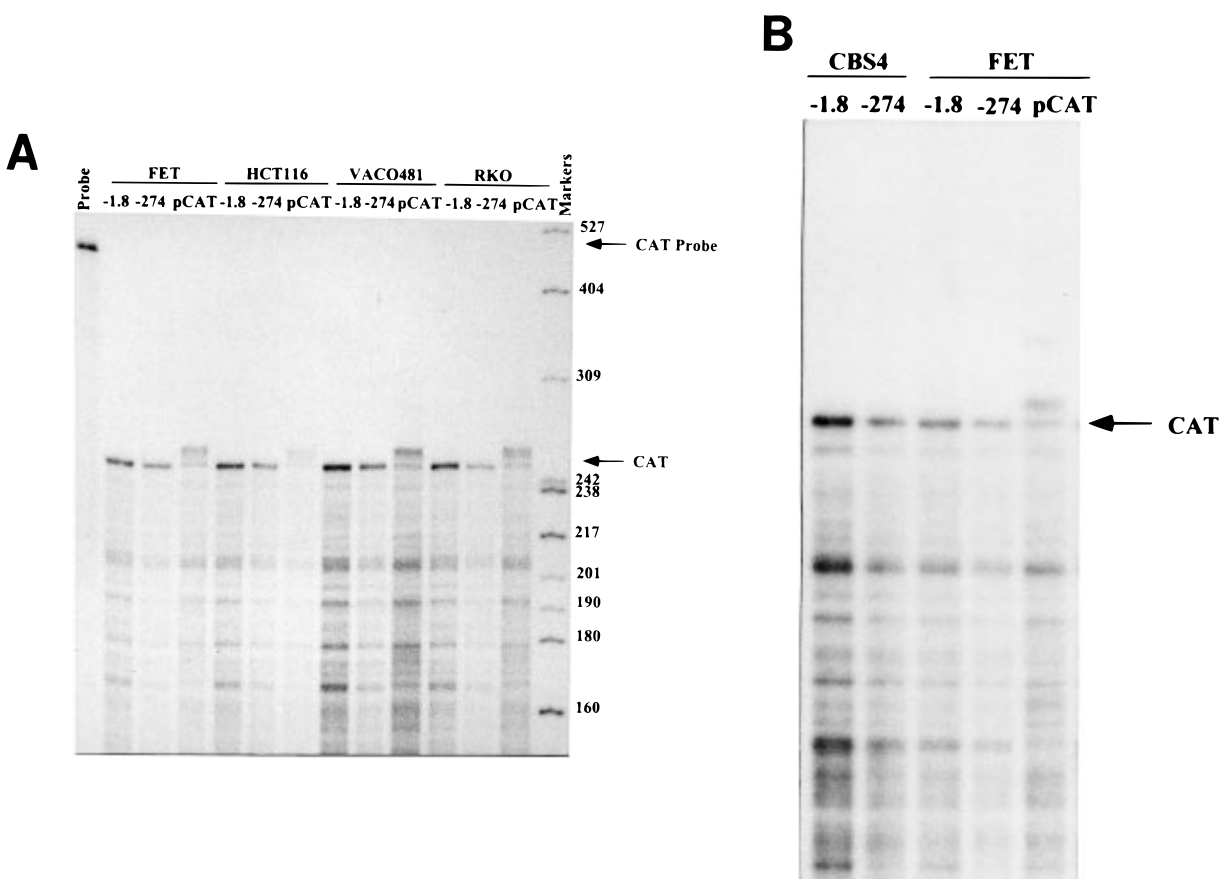 A
Probe
FET HCT116 VACO481 RKO
-1.8 -274 pCAT -1.8 -274 pCAT -1.8 -274 pCAT -1.8 -274 pCAT
Markers
527
CAT Probe
404
309
CAT
242
238
217
201
190
180
160
B
CBS4 FET
-1.8 -274 -1.8 -274 pCAT
CAT